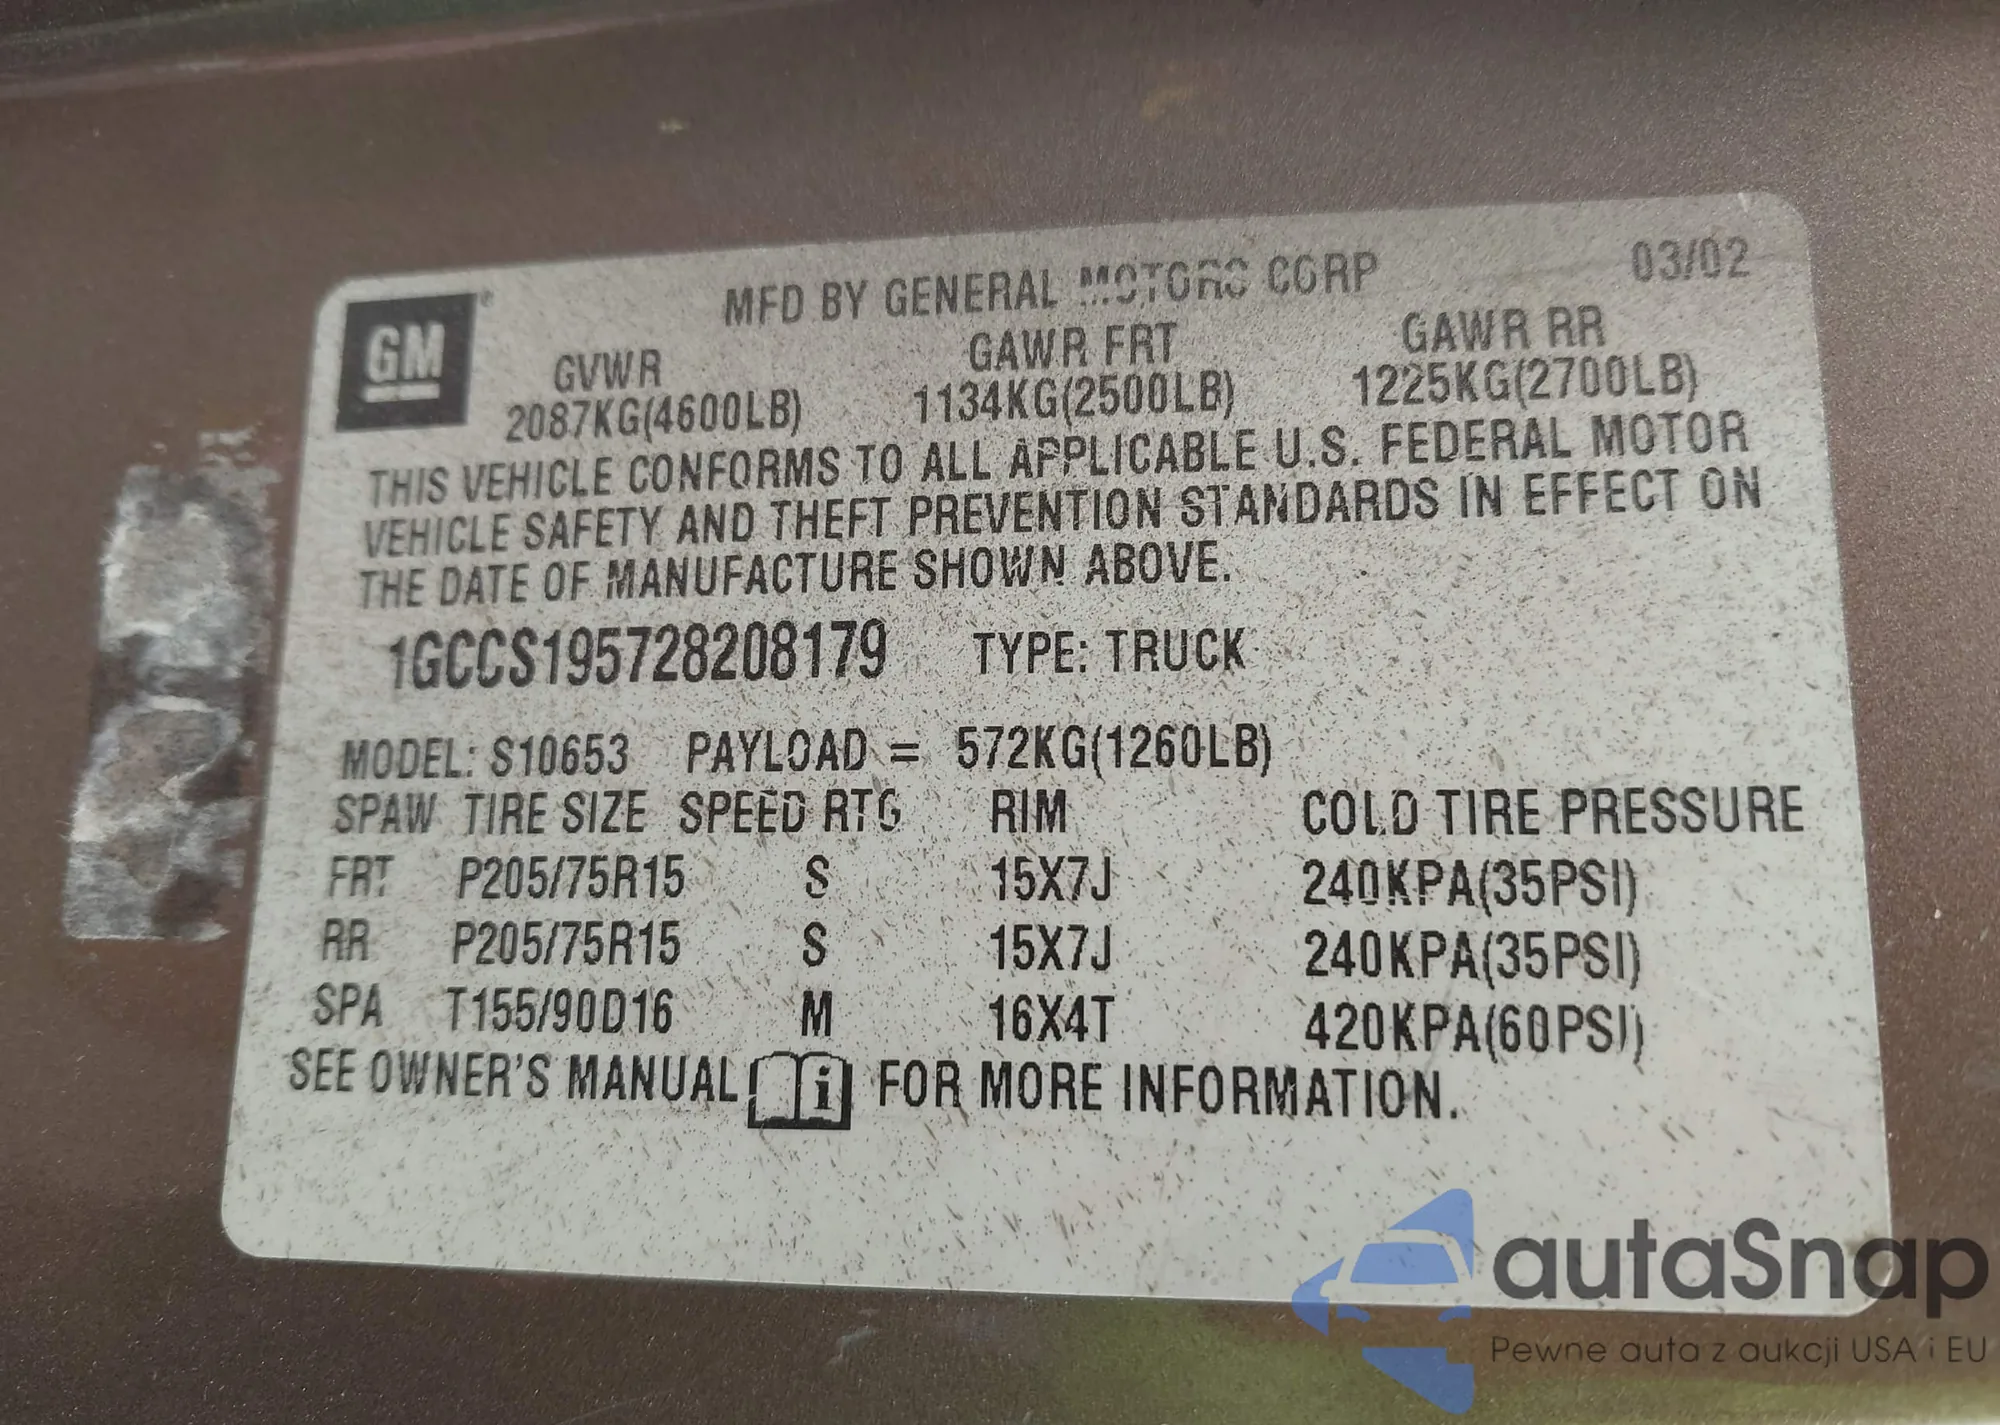 GM®
MFD BY GENERAL MOTORS CORP 03/02
GVWR GAWR FRT GAWR RR
2087KG(4600LB) 1134KG(2500LB) 1225KG(2700LB)
THIS VEHICLE CONFORMS TO ALL APPLICABLE U.S. FEDERAL MOTOR
VEHICLE SAFETY AND THEFT PREVENTION STANDARDS IN EFFECT ON
THE DATE OF MANUFACTURE SHOWN ABOVE.
1GCCS195728208179 TYPE: TRUCK
MODEL: S10653 PAYLOAD = 572KG(1260LB)
SPAW TIRE SIZE SPEED RTG RIM COLD TIRE PRESSURE
FRT P205/75R15 S 15X7J 240KPA(35PSI)
RR P205/75R15 S 15X7J 240KPA(35PSI)
SPA T155/90D16 M 16X4T 420KPA(60PSI)
SEE OWNER'S MANUAL i FOR MORE INFORMATION.
autaSnap
Pewne auta z aukcji USA i EU